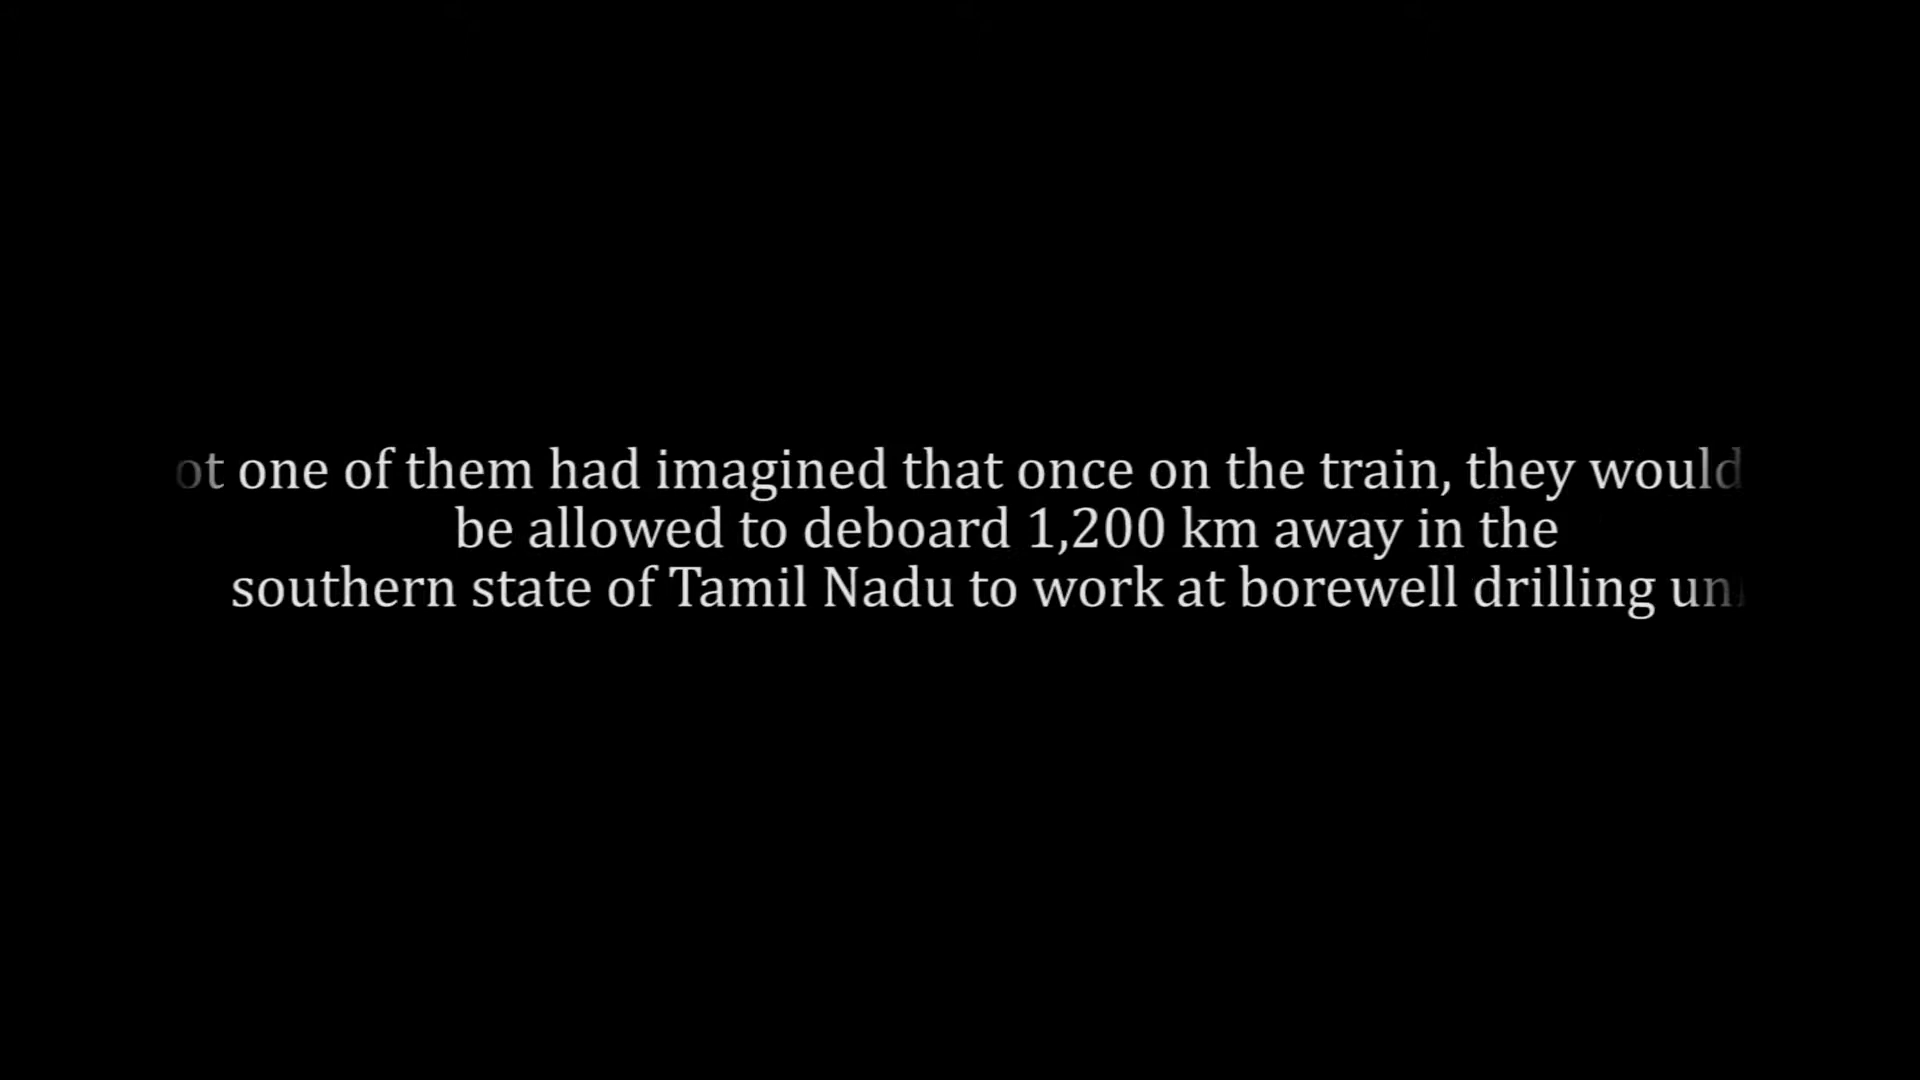 ot one of them had imagined that once on the train, they would
be allowed to deboard 1,200 km away in the
southern state of Tamil Nadu to work at borewell drilling